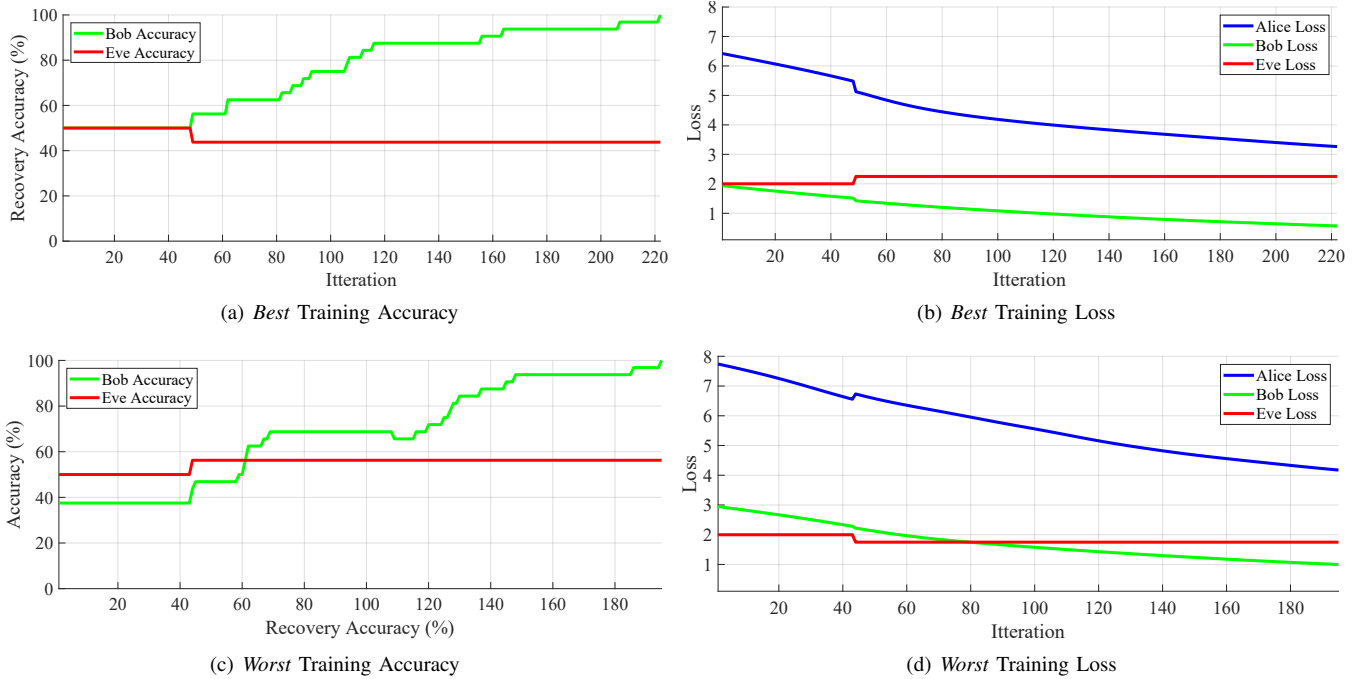 100
80
60
40
20
0
Recovery Accuracy (%)
Bob Accuracy
Eve Accuracy
20 40 60 80 100 120 140 160 180 200 220
Itteration
(a) Best Training Accuracy
8
7
6
5
4
3
2
1
Loss
Alice Loss
Bob Loss
Eve Loss
20 40 60 80 100 120 140 160 180 200 220
Itteration
(b) Best Training Loss
100
80
60
40
20
0
Accuracy (%)
Bob Accuracy
Eve Accuracy
20 40 60 80 100 120 140 160 180
Recovery Accuracy (%)
(c) Worst Training Accuracy
8
7
6
5
4
3
2
1
Loss
Alice Loss
Bob Loss
Eve Loss
20 40 60 80 100 120 140 160 180
Itteration
(d) Worst Training Loss